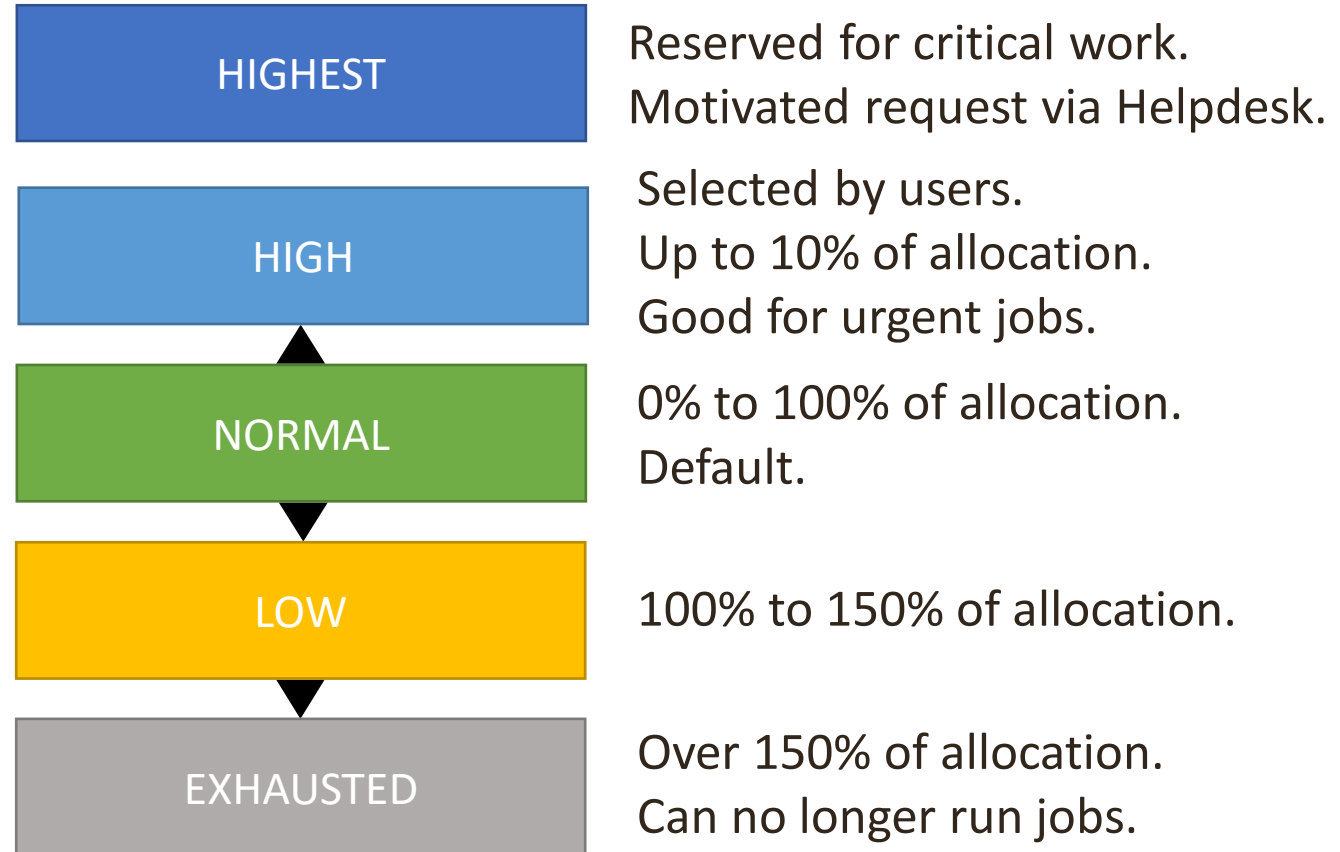 HIGHEST
Reserved for critical work.
Motivated request via Helpdesk.
HIGH
Selected by users.
Up to 10% of allocation.
Good for urgent jobs.
NORMAL
0% to 100% of allocation.
Default.
LOW
100% to 150% of allocation.
EXHAUSTED
Over 150% of allocation.
Can no longer run jobs.